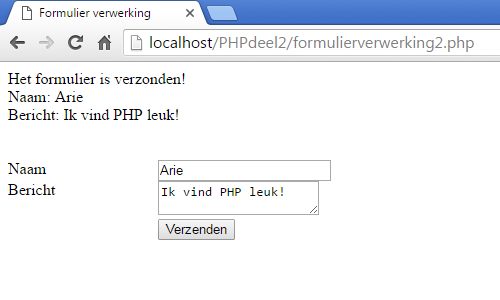 Formulier verwerking
localhost/PHPdeel2/formulierverwerking2.php
Het formulier is verzonden!
Naam: Arie
Bericht: Ik vind PHP leuk!
Naam Arie
Bericht Ik vind PHP leuk!
Verzenden